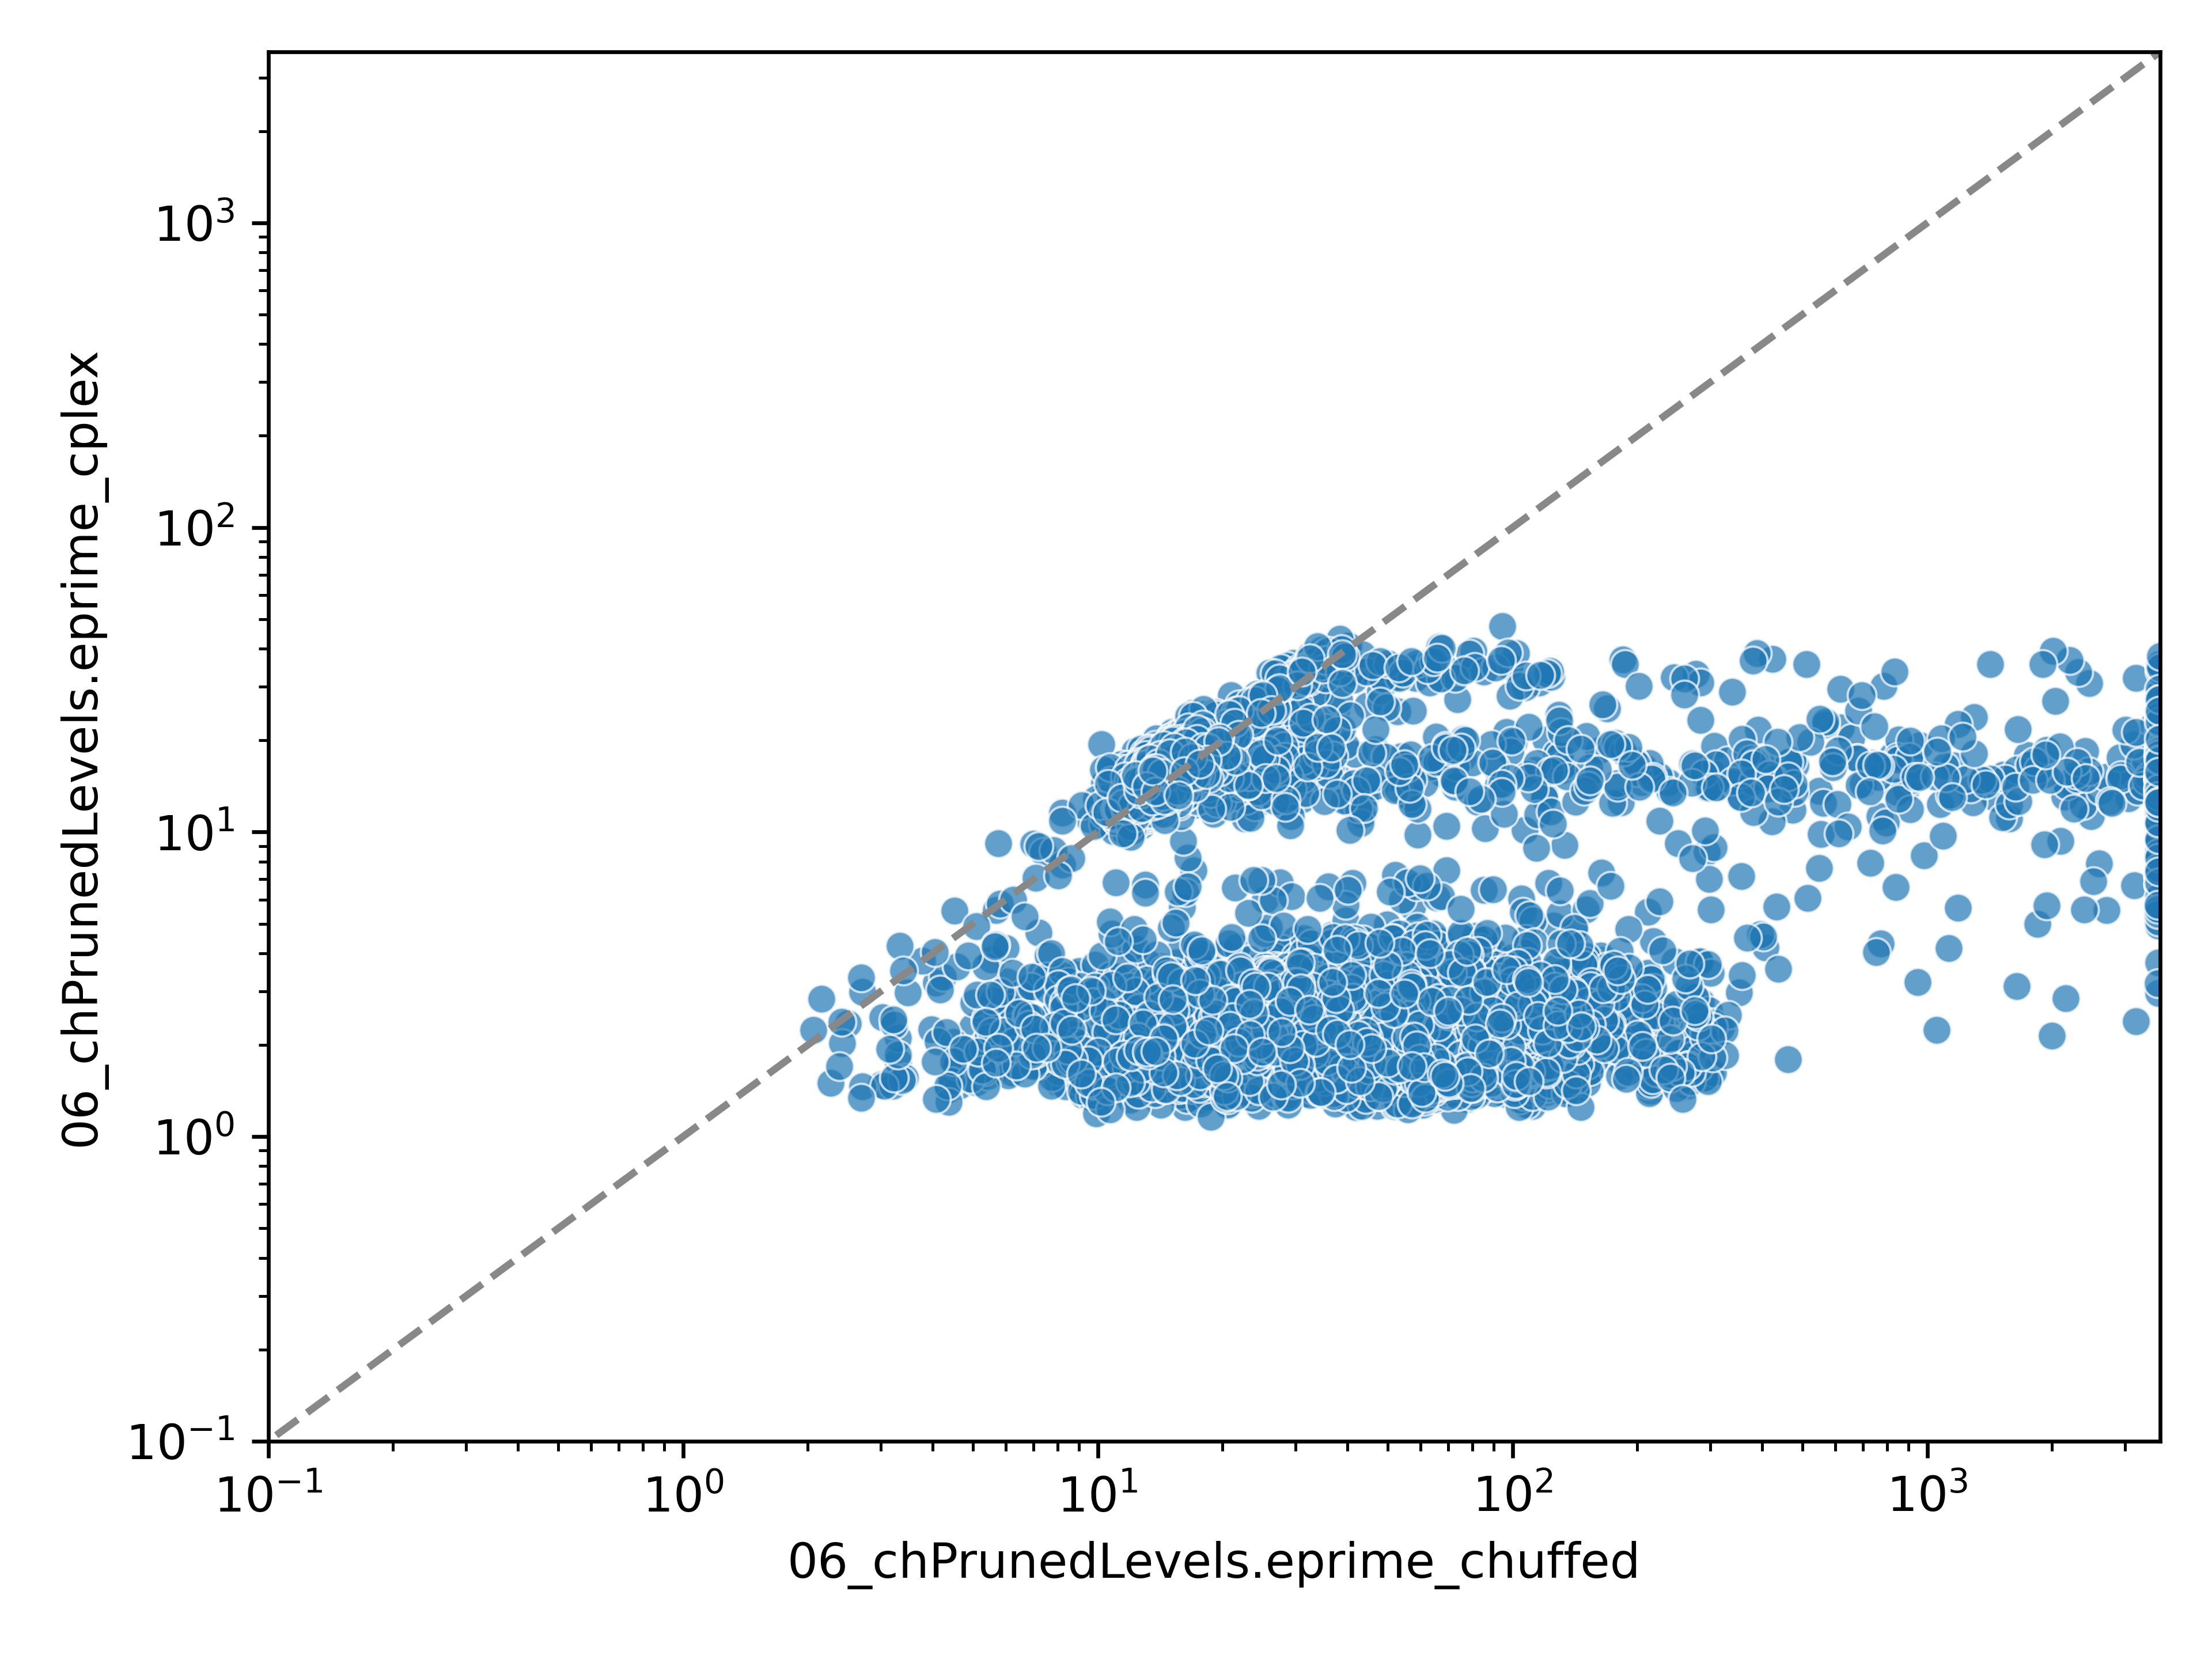 10³
10²
10¹
10⁰
10⁻¹
06_chPrunedLevels.eprime_cplex
10⁻¹ 10⁰ 10¹ 10² 10³
06_chPrunedLevels.eprime_chuffed